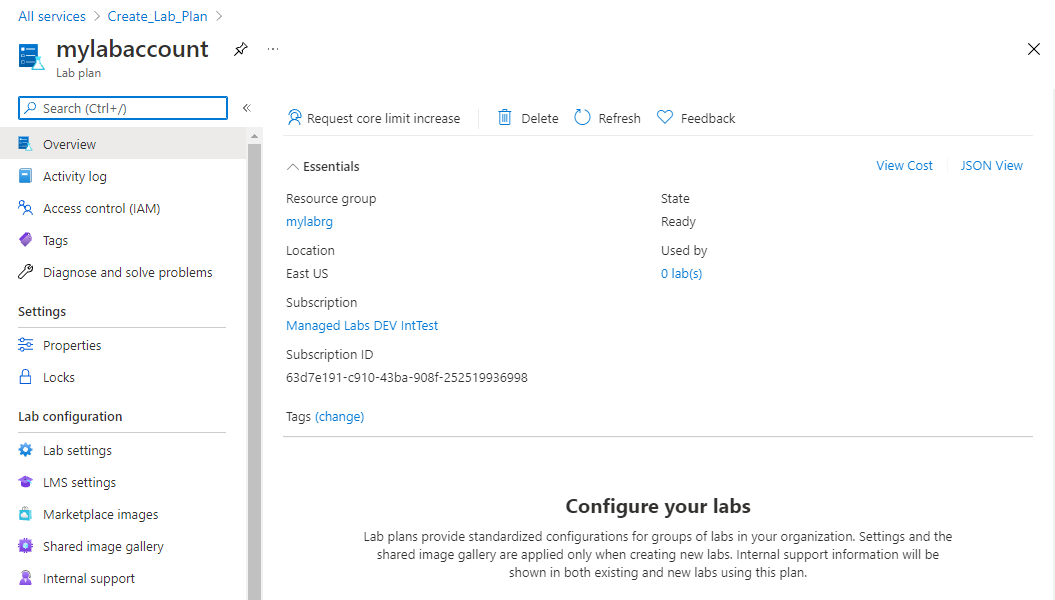 All services > Create_Lab_Plan >
mylabaccount
Lab plan
Search (Ctrl+/)
Overview
Activity log
Access control (IAM)
Tags
Diagnose and solve problems
Settings
Properties
Locks
Lab configuration
Lab settings
LMS settings
Marketplace images
Shared image gallery
Internal support
Request core limit increase Delete Refresh Feedback
Essentials View Cost JSON View
Resource group
mylabrg
Location
East US
Subscription
Managed Labs DEV IntTest
Subscription ID
63d7e191-c910-43ba-908f-252519936998
State
Ready
Used by
0 lab(s)
Tags (change)
Configure your labs
Lab plans provide standardized configurations for groups of labs in your organization. Settings and the
shared image gallery are applied only when creating new labs. Internal support information will be
shown in both existing and new labs using this plan.